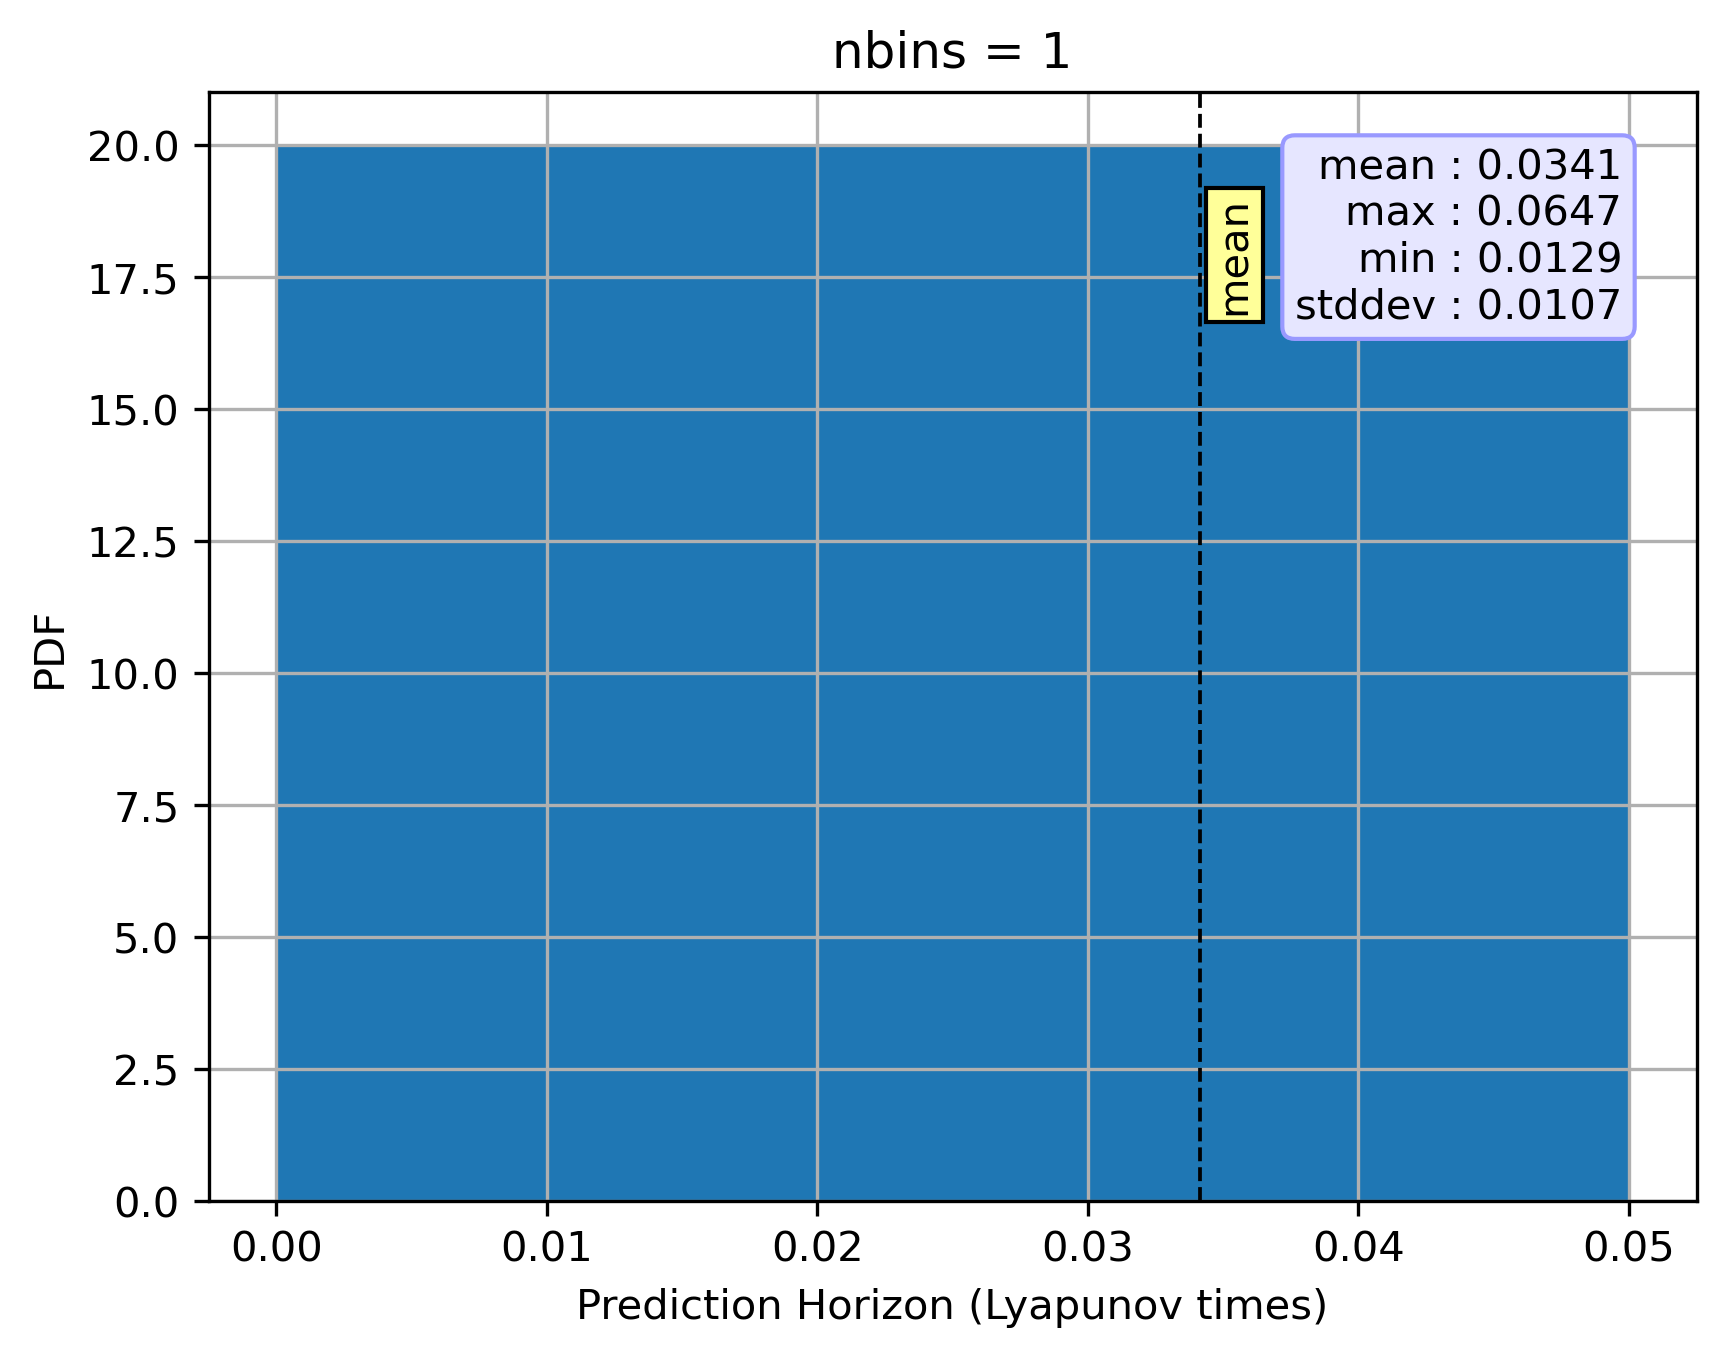 nbins = 1
20.0
17.5
15.0
12.5
10.0
7.5
5.0
2.5
0.0
PDF
mean
mean : 0.0341
max : 0.0647
min : 0.0129
stddev : 0.0107
0.00 0.01 0.02 0.03 0.04 0.05
Prediction Horizon (Lyapunov times)